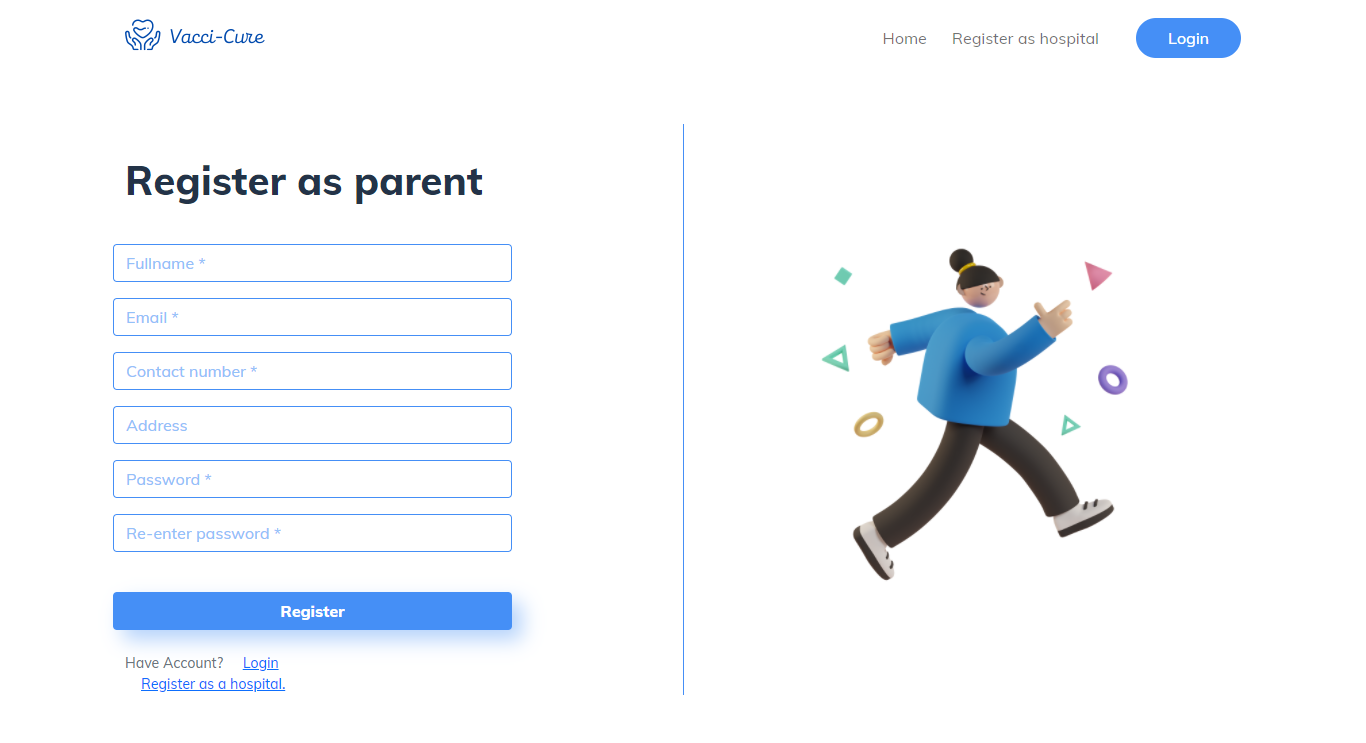 Vacci-Cure
Home Register as hospital Login
Register as parent
Fullname *
Email *
Contact number *
Address
Password *
Re-enter password *
Register
Have Account? Login
Register as a hospital.